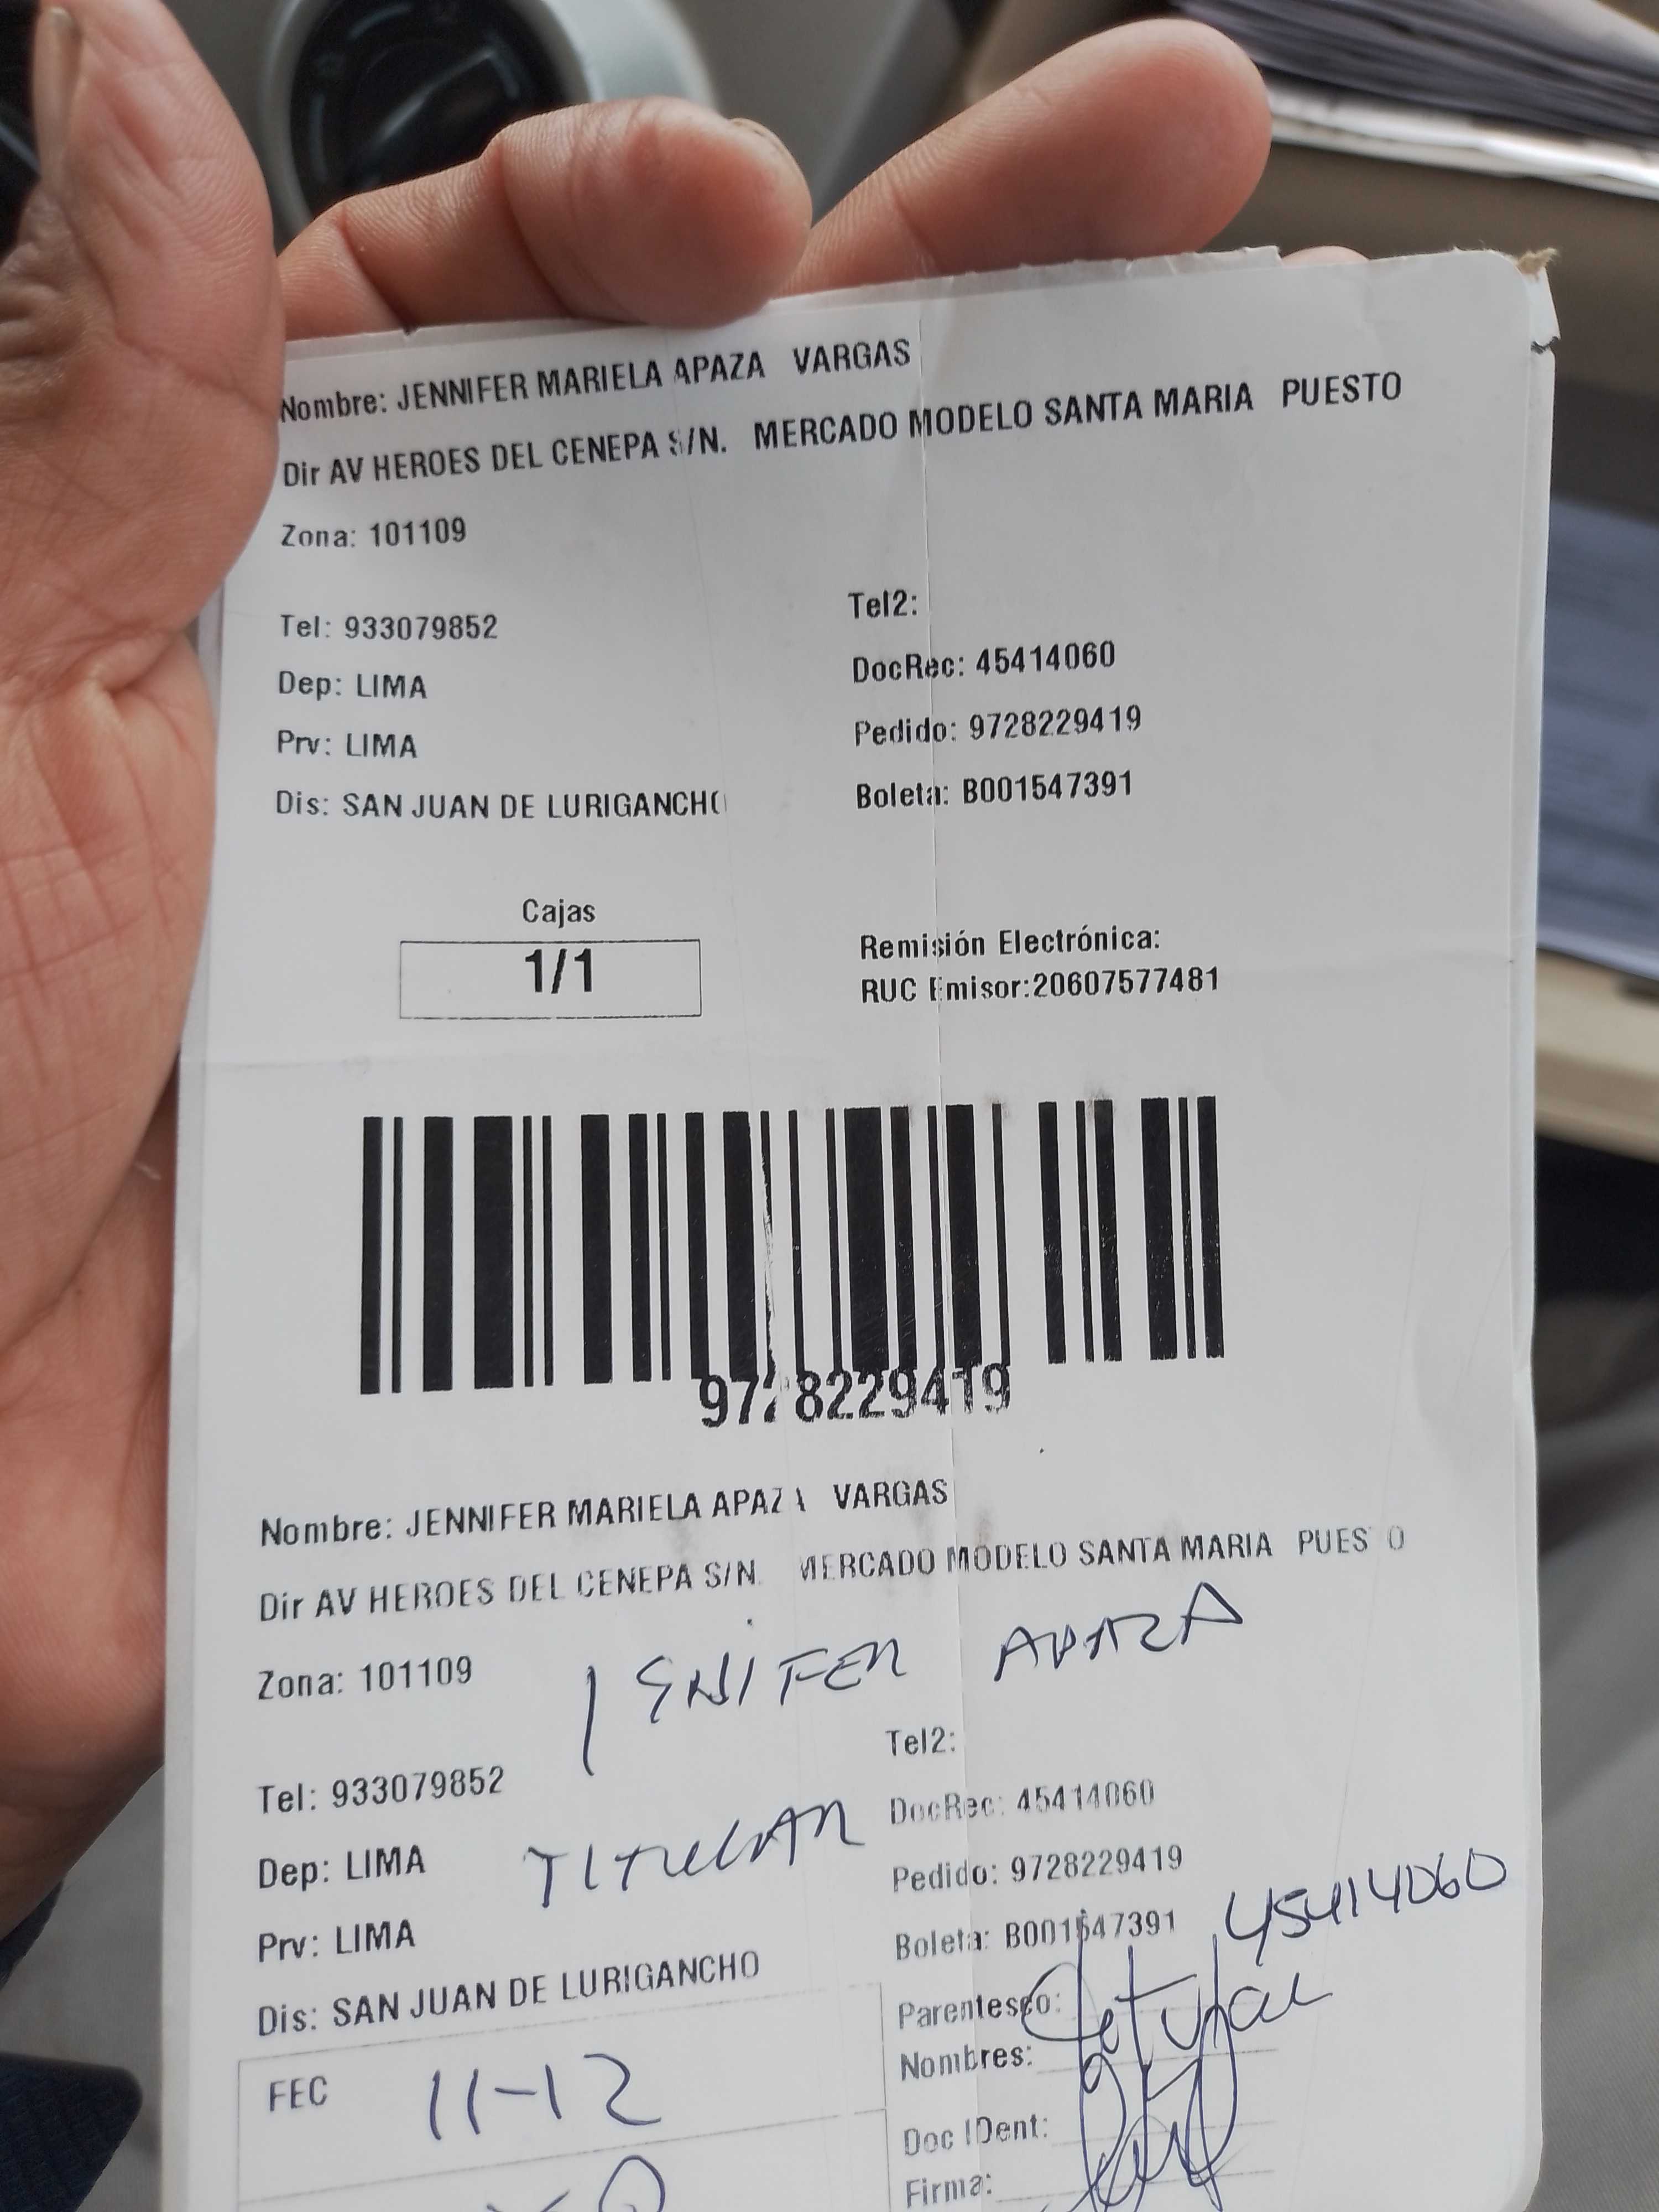 Nombre: JENNIFER MARIELA APAZA VARGAS
Dir AV HEROES DEL CENEPA S/N. MERCADO MODELO SANTA MARIA PUESTO
Zona: 101109
Tel: 933079852
Tel2:
Dep: LIMA
DocRec: 45414060
Prv: LIMA
Pedido: 9728229419
Dis: SAN JUAN DE LURIGANCHO
Boleta: B001547391
Cajas
1/1
Remisión Electrónica:
RUC Emisor:20607577481
9728229419
Nombre: JENNIFER MARIELA APAZA VARGAS
Dir AV HEROES DEL CENEPA S/N. MERCADO MODELO SANTA MARIA PUESTO
Zona: 101109
JENIFER APAZA
Tel: 933079852
Tel2:
Dep: LIMA
TITULAR
DocRec: 45414060
Prv: LIMA
Pedido: 9728229419
45414060
Dis: SAN JUAN DE LURIGANCHO
Boleta: B001547391
Parentesco:
FEC 11-12
Nombres:
Doc IDent:
Firma: